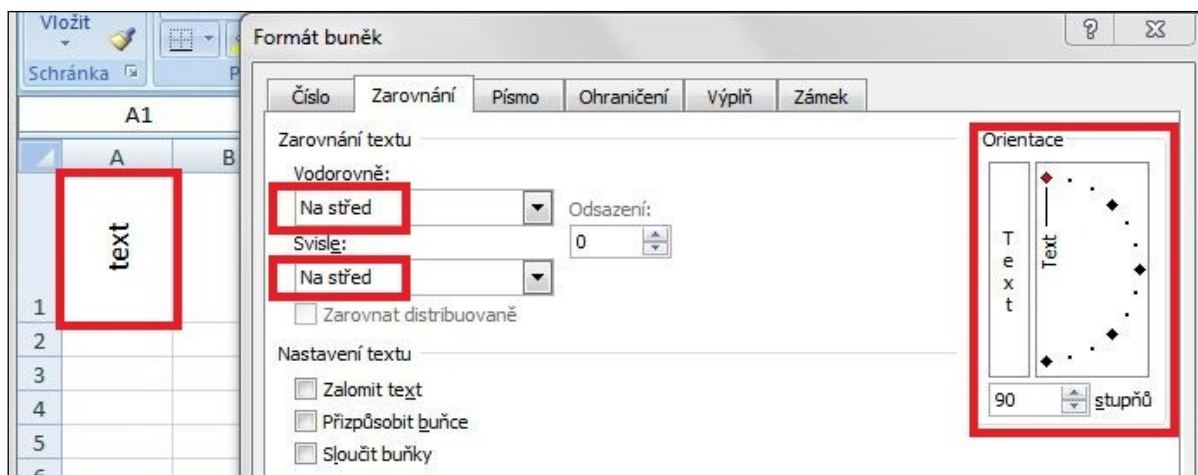 Vložit
Schránka
P
A1
A B
text
1
2
3
4
5
6
Formát buněk
Číslo Zarovnání Písmo Ohraničení Výplň Zámek
Zarovnání textu
Vodorovně:
Na střed
Odsazení:
0
Svisle:
Na střed
Zarovnat distribuovaně
Nastavení textu
Zalomit text
Přizpůsobit buňce
Sloučit buňky
Orientace
Text
Text
90 stupňů